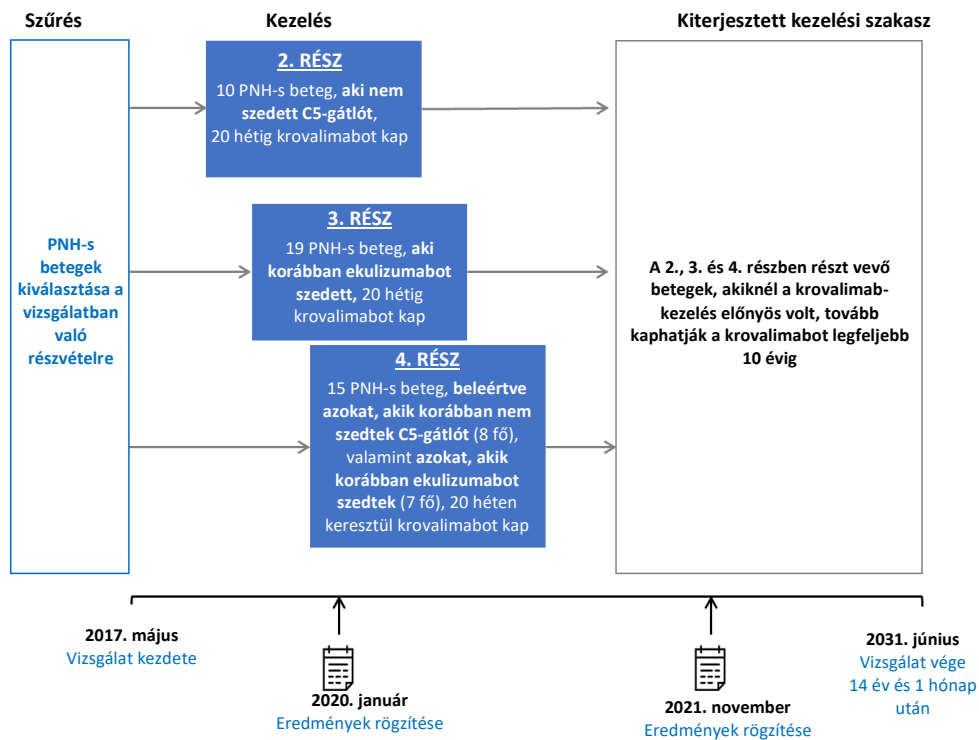 Szűrés
Kezelés
Kiterjesztett kezelési szakasz
PNH-s
betegek
kiválasztása a
vizsgálatban
való
részvételre
2. RÉSZ
10 PNH-s beteg, aki nem
szedett C5-gátlót,
20 hétig krovalimabot kap
3. RÉSZ
19 PNH-s beteg, aki
korábban ekulizumabot
szedett, 20 hétig
krovalimabot kap
4. RÉSZ
15 PNH-s beteg, beleértve
azokat, akik korábban nem
szedtek C5-gátlót (8 fő),
valamint azokat, akik
korábban ekulizumabot
szedtek (7 fő), 20 héten
keresztül krovalimabot kap
A 2., 3. és 4. részben részt vevő
betegek, akiknél a krovalimab-
kezelés előnyös volt, tovább
kaphatják a krovalimabot legfeljebb
10 évig
2017. május
Vizsgálat kezdete
2020. január
Eredmények rögzítése
2021. november
Eredmények rögzítése
2031. június
Vizsgálat vége
14 év és 1 hónap
után